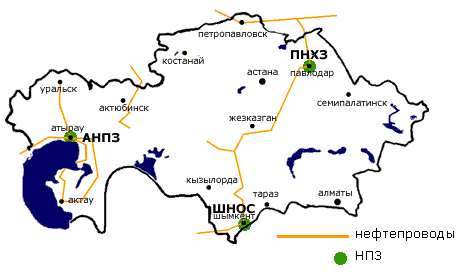 петропавловск
костанай
ПНХЗ
астана
павлодар
уральск
актюбинск
семипалатинск
атырау
АНПЗ
жезказган
кызылорда
тараз
алматы
актау
ШНОС
шымкент
нефтепроводы
НПЗ